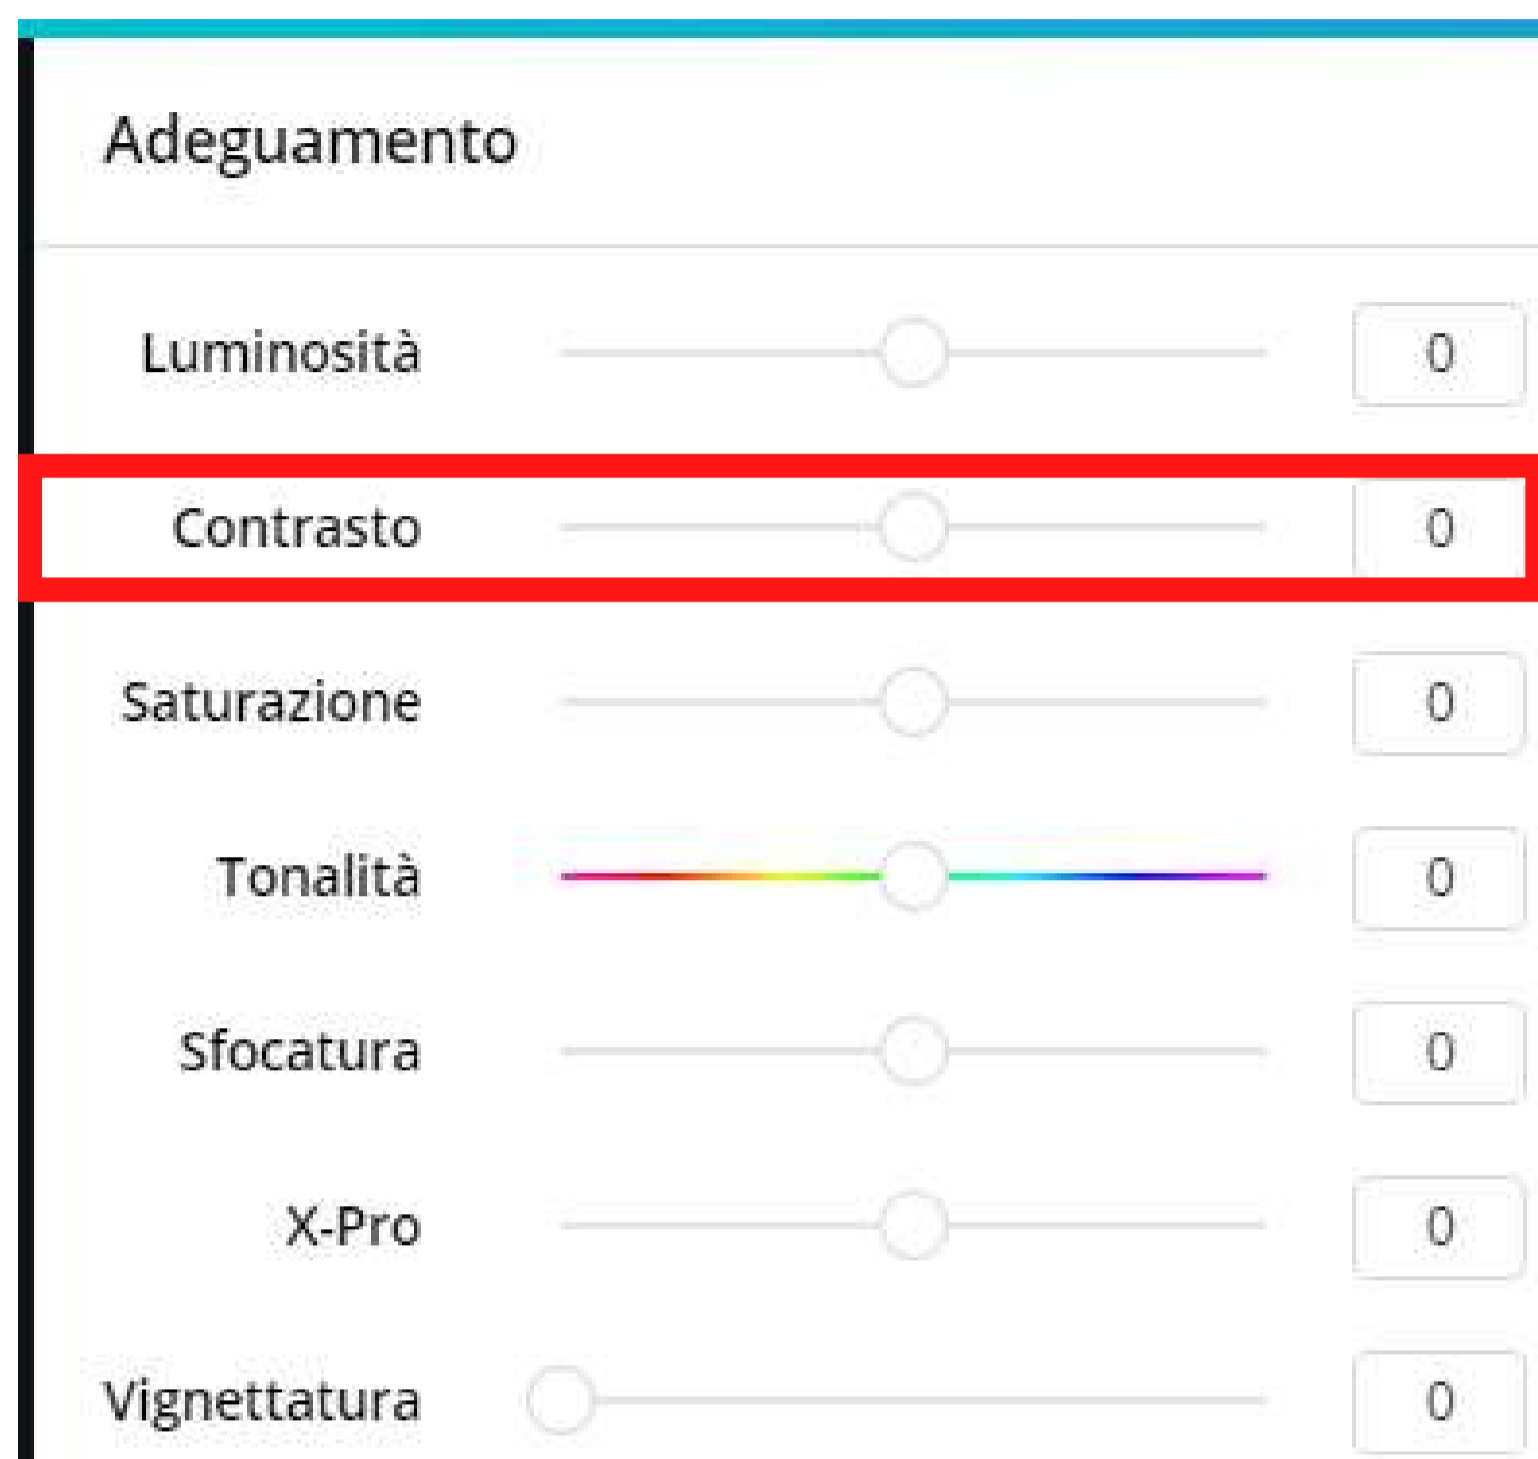 Adeguamento
Luminosità 0
Contrasto 0
Saturazione 0
Tonalità 0
Sfocatura 0
X-Pro 0
Vignettatura 0